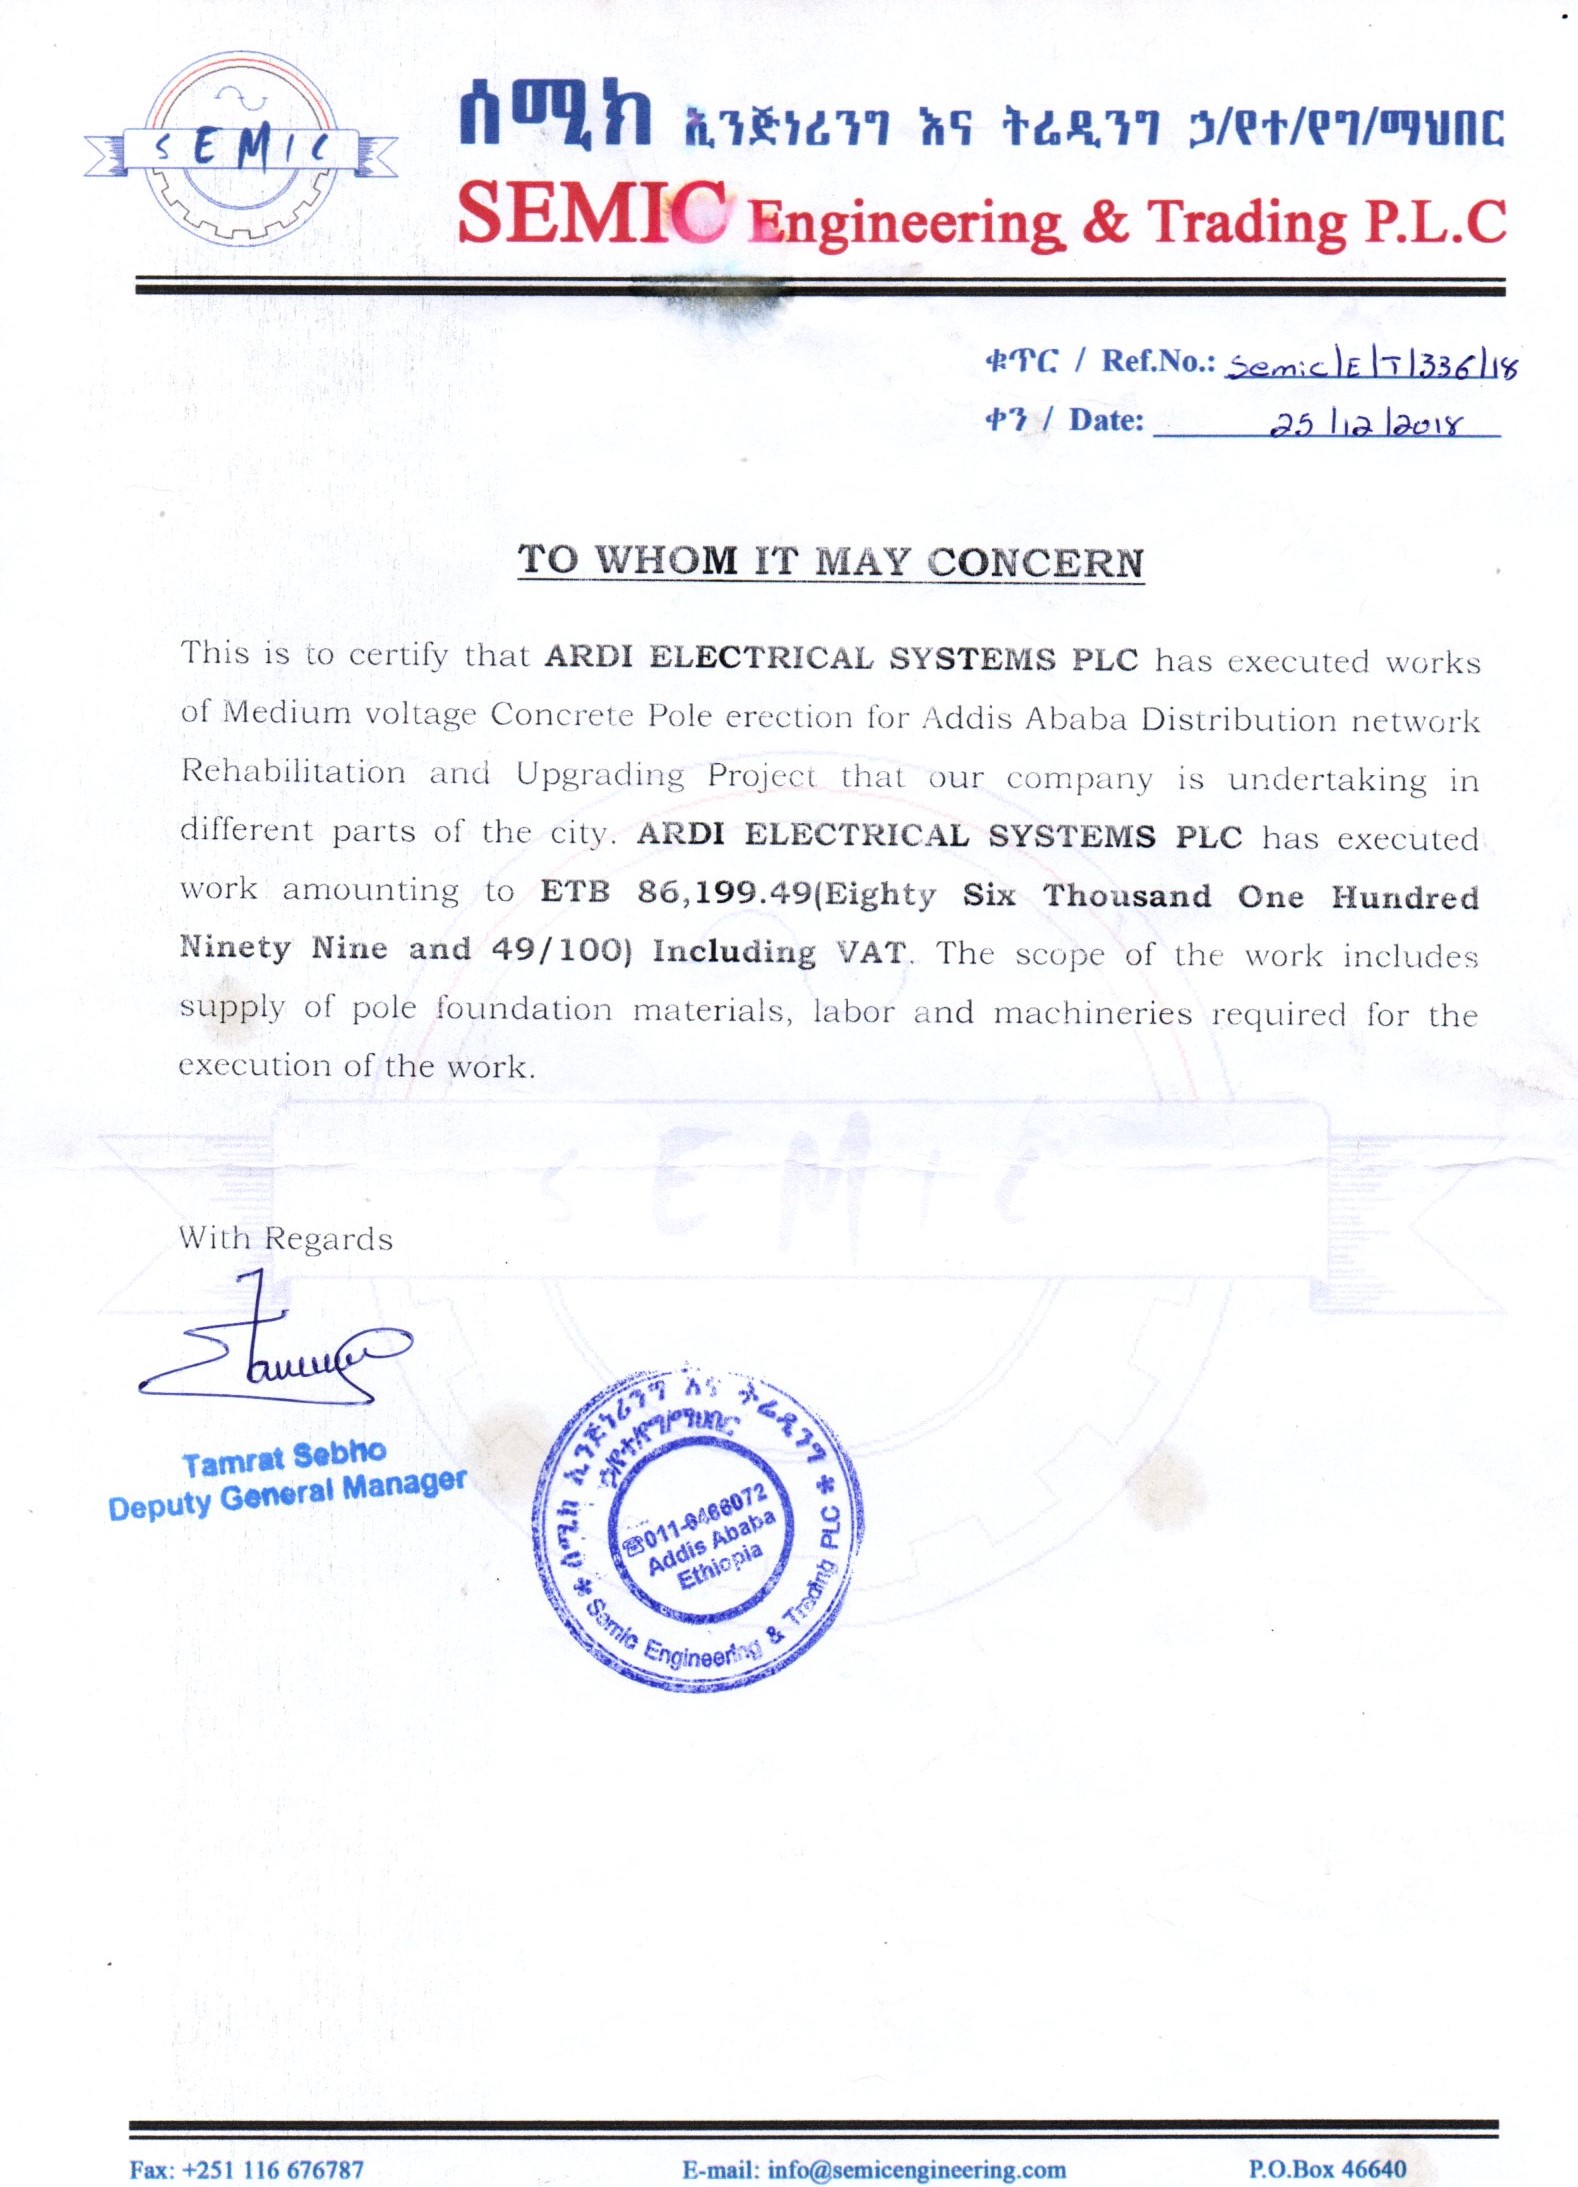 SEMIC
ሰሚክ ኢንጅነሪንግ እና ትሬዲንግ ኃ/የተ/የግ/ማህበር
SEMIC Engineering & Trading P.L.C
ቁጥር / Ref.No.: Semic/E/T/336/18
ቀን / Date: 25/12/2018
TO WHOM IT MAY CONCERN
This is to certify that ARDI ELECTRICAL SYSTEMS PLC has executed works
of Medium voltage Concrete Pole erection for Addis Ababa Distribution network
Rehabilitation and Upgrading Project that our company is undertaking in
different parts of the city. ARDI ELECTRICAL SYSTEMS PLC has executed
work amounting to ETB 86,199.49(Eighty Six Thousand One Hundred
Ninety Nine and 49/100) Including VAT. The scope of the work includes
supply of pole foundation materials, labor and machineries required for the
execution of the work.
SEMIC
With Regards
Tamrat Sebho
Deputy General Manager
ሰሚክ ኢንጅነሪንግ እና ትሬዲንግ
ኃ/የተ/የግ/ማህበር
☎011-6466072
Addis Ababa
Ethiopia
* Semic Engineering & Trading PLC *
Fax: +251 116 676787 E-mail: info@semicengineering.com P.O.Box 46640